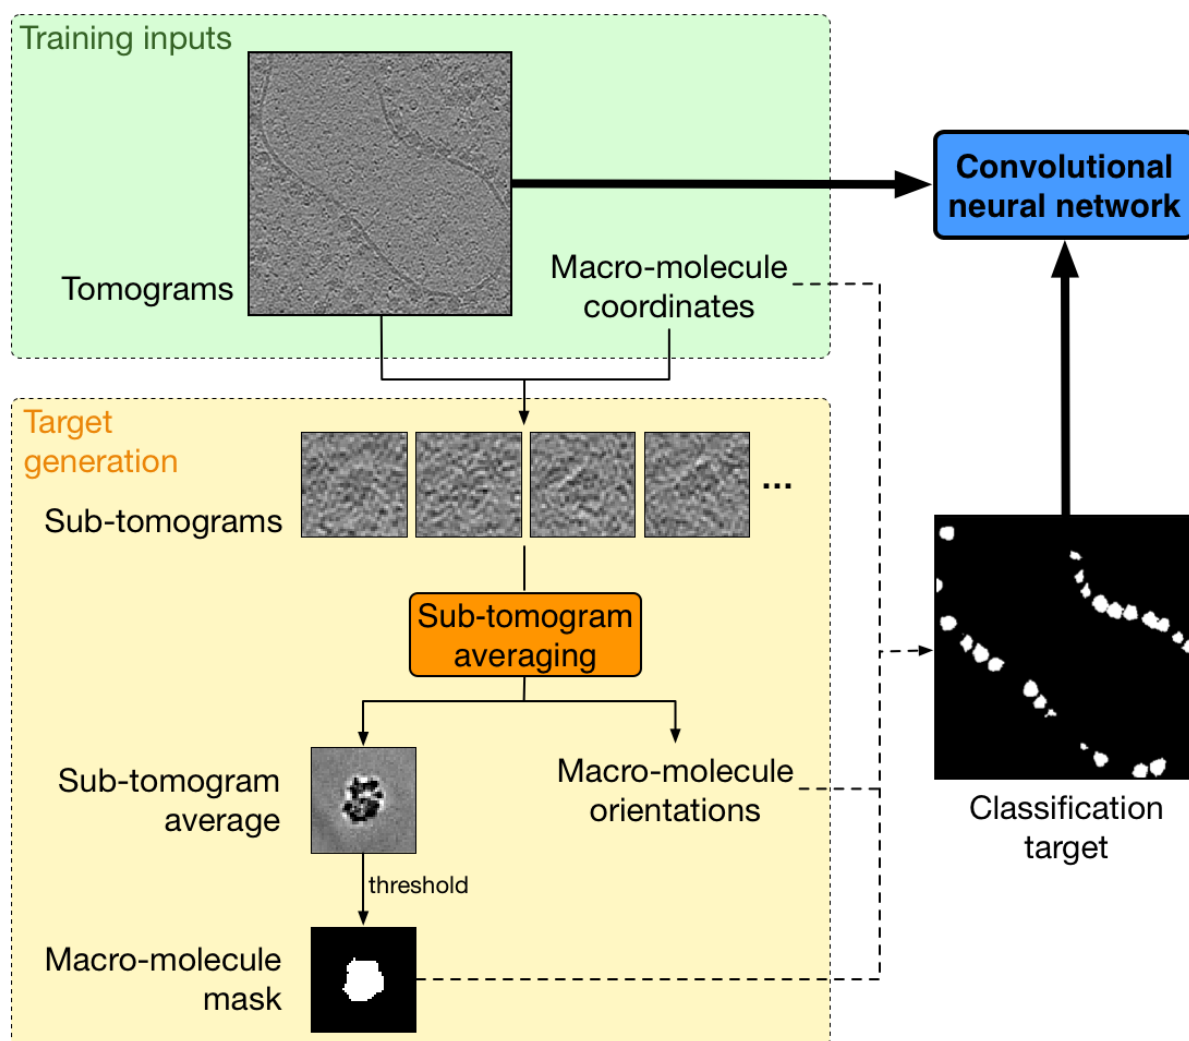 Training inputs
Convolutional
neural network
Tomograms
Macro-molecule
coordinates
Target
generation
Sub-tomograms
...
Sub-tomogram
averaging
Sub-tomogram
average
Macro-molecule
orientations
Classification
target
threshold
Macro-molecule
mask